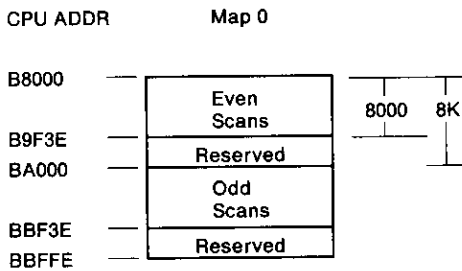 CPU ADDR Map 0
B8000
Even
Scans
8000 8K
B9F3E
Reserved
BA000
Odd
Scans
BBF3E
Reserved
BBFFE